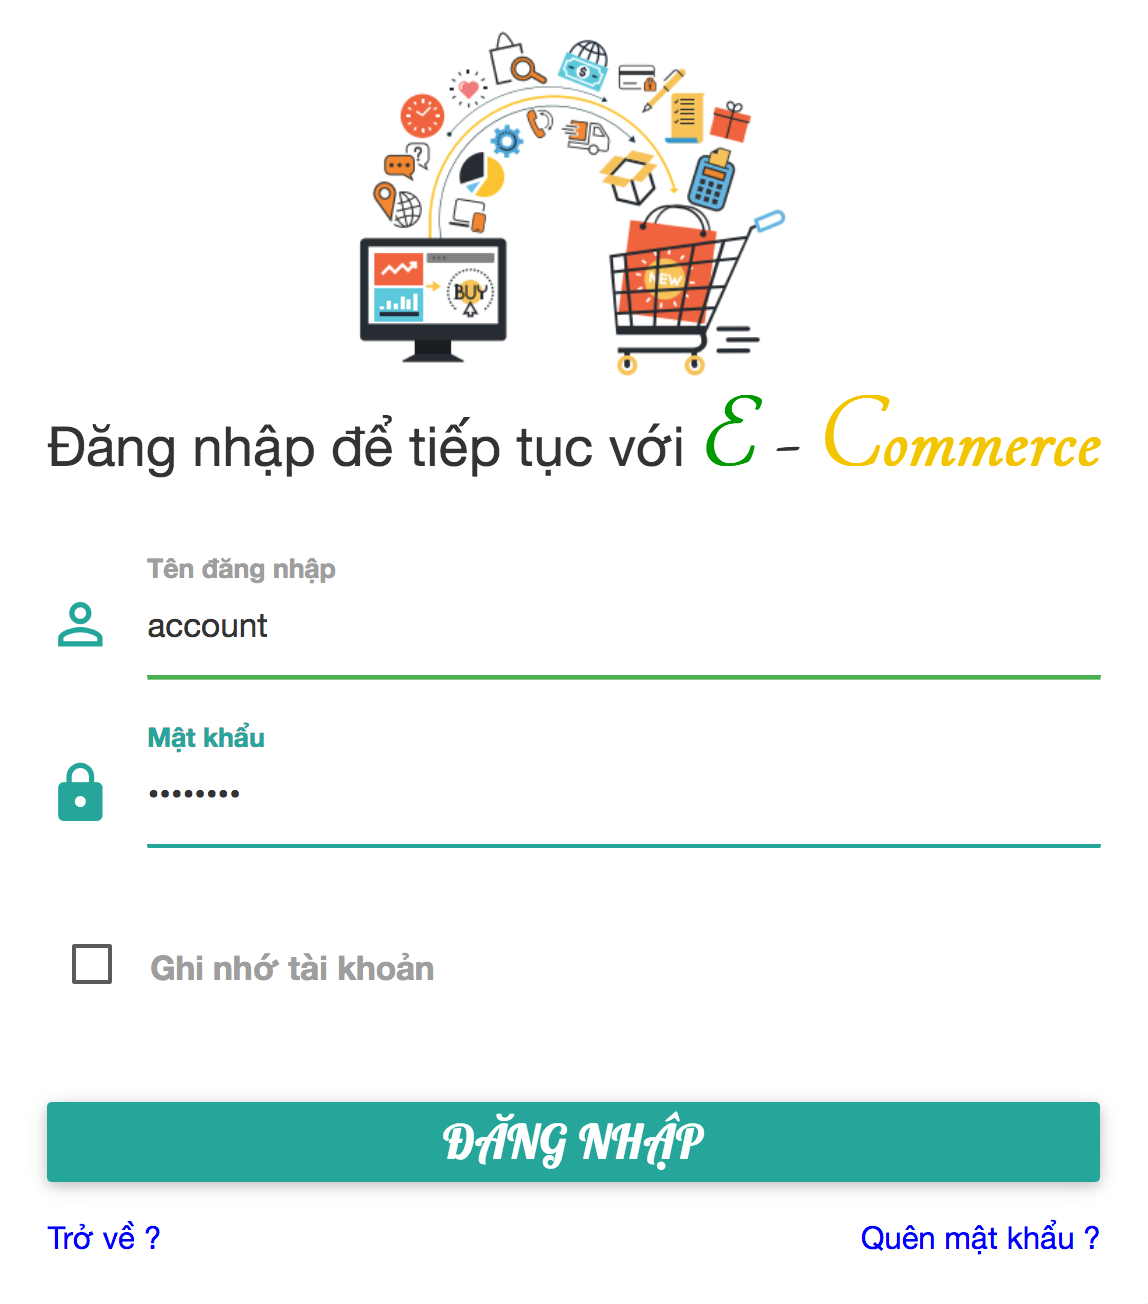 ?
$
BUY
NEW
Đăng nhập để tiếp tục với E - Commerce
Tên đăng nhập
account
Mật khẩu
••••••••
Ghi nhớ tài khoản
ĐĂNG NHẬP
Trở về ?
Quên mật khẩu ?